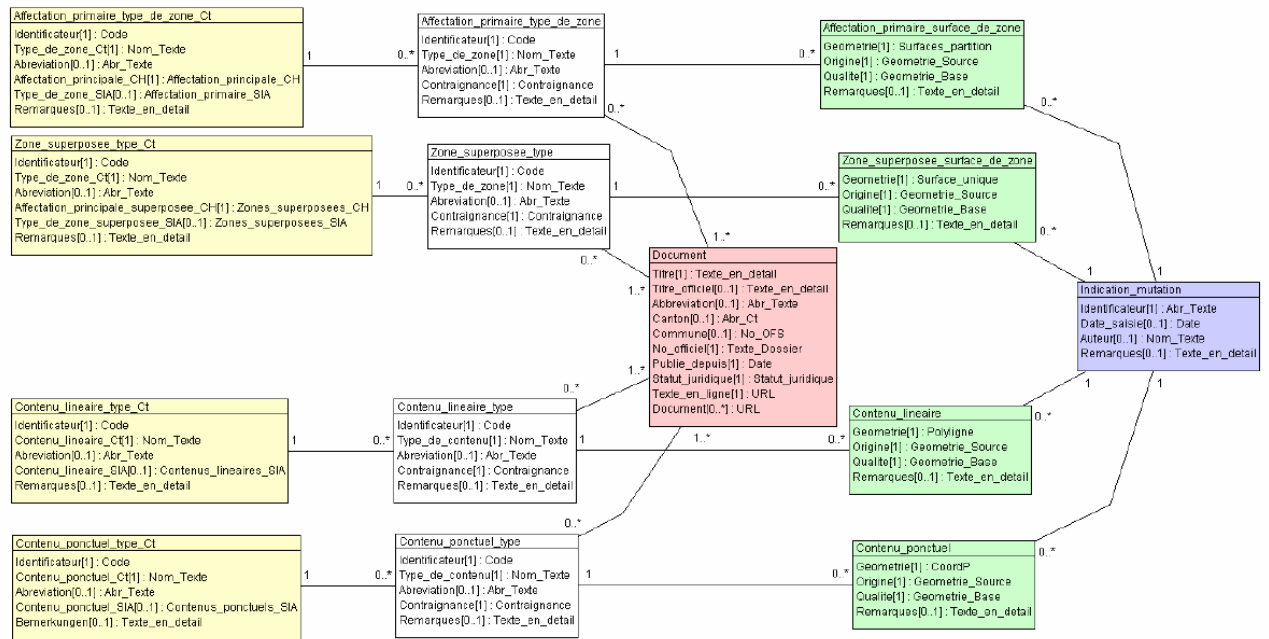 Affectation_primaire_type_de_zone_Ct
Identificateur[1] : Code
Type_de_zone_Ct[1] : Nom_Texte
Abreviation[0..1] : Abr_Texte
Affectation_principale_CH[1] : Affectation_principale_CH
Type_de_zone_SIA[0..1] : Affectation_primaire_SIA
Remarques[0..1] : Texte_en_detail
1
0..*
Affectation_primaire_type_de_zone
Identificateur[1] : Code
Type_de_zone[1] : Nom_Texte
Abreviation[0..1] : Abr_Texte
Contraignance[1] : Contraignance
Remarques[0..1] : Texte_en_detail
0..*
1
0..*
Affectation_primaire_surface_de_zone
Geometrie[1] : Surfaces_partition
Origine[1] : Geometrie_Source
Qualite[1] : Geometrie_Base
Remarques[0..1] : Texte_en_detail
0..*
Zone_superposee_type_Ct
Identificateur[1] : Code
Type_de_zone_Ct[1] : Nom_Texte
Abreviation[0..1] : Abr_Texte
Affectation_principale_superposee_CH[1] : Zones_superposees_CH
Type_de_zone_superposee_SIA[0..1] : Zones_superposees_SIA
Remarques[0..1] : Texte_en_detail
1
0..*
Zone_superposee_type
Identificateur[1] : Code
Type_de_zone[1] : Nom_Texte
Abreviation[0..1] : Abr_Texte
Contraignance[1] : Contraignance
Remarques[0..1] : Texte_en_detail
0..*
1
0..*
Zone_superposee_surface_de_zone
Geometrie[1] : Surface_unique
Origine[1] : Geometrie_Source
Qualite[1] : Geometrie_Base
Remarques[0..1] : Texte_en_detail
0..*
1..*
1..*
Document
Titre[1] : Texte_en_detail
Titre_officiel[0..1] : Texte_en_detail
Abbreviation[0..1] : Abr_Texte
Canton[0..1] : Abr_Ct
Commune[0..1] : No_OFS
No_officiel[1] : Texte_Dossier
Publie_depuis[1] : Date
Statut_juridique[1] : Statut_juridique
Texte_en_ligne[1] : URL
Document[0..*] : URL
1..*
1..*
1
1
Indication_mutation
Identificateur[1] : Abr_Texte
Date_saisie[0..1] : Date
Auteur[0..1] : Nom_Texte
Remarques[0..1] : Texte_en_detail
1
1
Contenu_lineaire_type_Ct
Identificateur[1] : Code
Contenu_lineaire_Ct[1] : Nom_Texte
Abreviation[0..1] : Abr_Texte
Contenu_lineaire_SIA[0..1] : Contenus_lineaires_SIA
Remarques[0..1] : Texte_en_detail
1
0..*
Contenu_lineaire_type
Identificateur[1] : Code
Type_de_contenu[1] : Nom_Texte
Abreviation[0..1] : Abr_Texte
Contraignance[1] : Contraignance
Remarques[0..1] : Texte_en_detail
0..*
1
0..*
Contenu_lineaire
Geometrie[1] : Polyligne
Origine[1] : Geometrie_Source
Qualite[1] : Geometrie_Base
Remarques[0..1] : Texte_en_detail
0..*
Contenu_ponctuel_type_Ct
Identificateur[1] : Code
Contenu_ponctuel_Ct[1] : Nom_Texte
Abreviation[0..1] : Abr_Texte
Contenu_ponctuel_SIA[0..1] : Contenus_ponctuels_SIA
Bemerkungen[0..1] : Texte_en_detail
1
0..*
Contenu_ponctuel_type
Identificateur[1] : Code
Type_de_contenu[1] : Nom_Texte
Abreviation[0..1] : Abr_Texte
Contraignance[1] : Contraignance
Remarques[0..1] : Texte_en_detail
0..*
1
0..*
Contenu_ponctuel
Geometrie[1] : CoordP
Origine[1] : Geometrie_Source
Qualite[1] : Geometrie_Base
Remarques[0..1] : Texte_en_detail
0..*